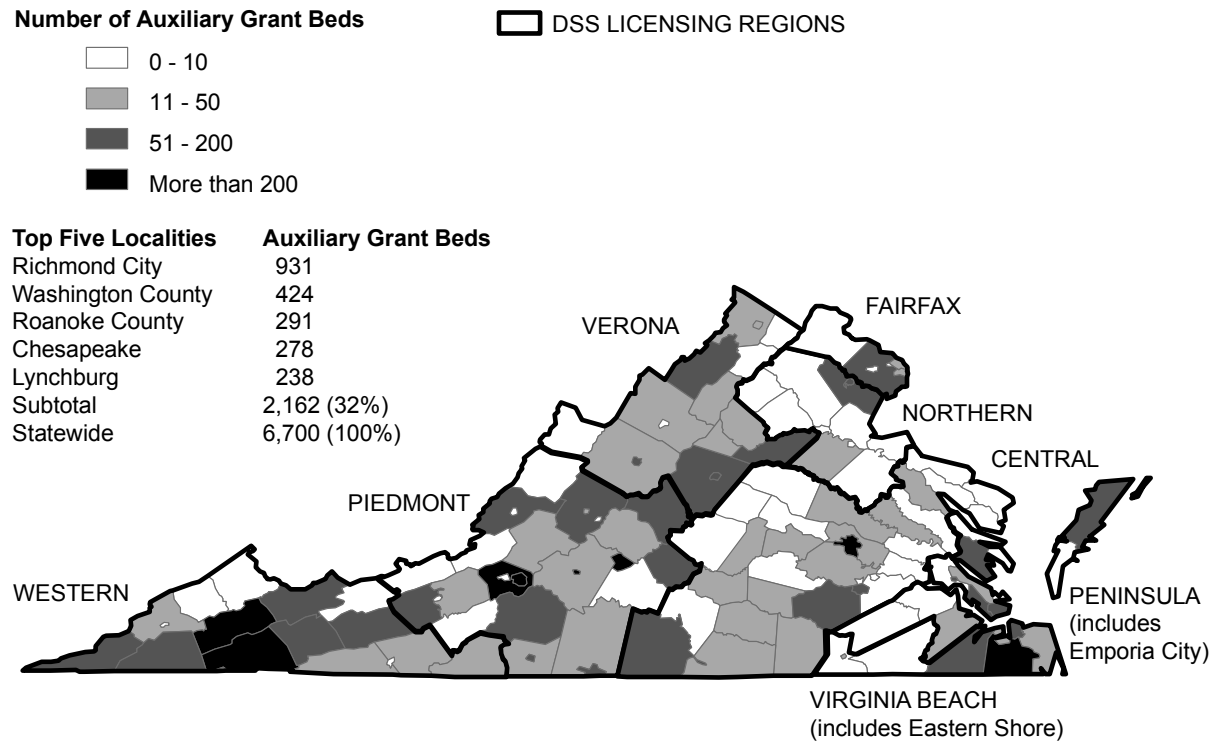 Number of Auxiliary Grant Beds
DSS LICENSING REGIONS
0 - 10
11 - 50
51 - 200
More than 200
Top Five Localities Auxiliary Grant Beds
Richmond City 931
Washington County 424
Roanoke County 291
Chesapeake 278
Lynchburg 238
Subtotal 2,162 (32%)
Statewide 6,700 (100%)
VERONA
FAIRFAX
NORTHERN
CENTRAL
PIEDMONT
WESTERN
PENINSULA
(includes
Emporia City)
VIRGINIA BEACH
(includes Eastern Shore)